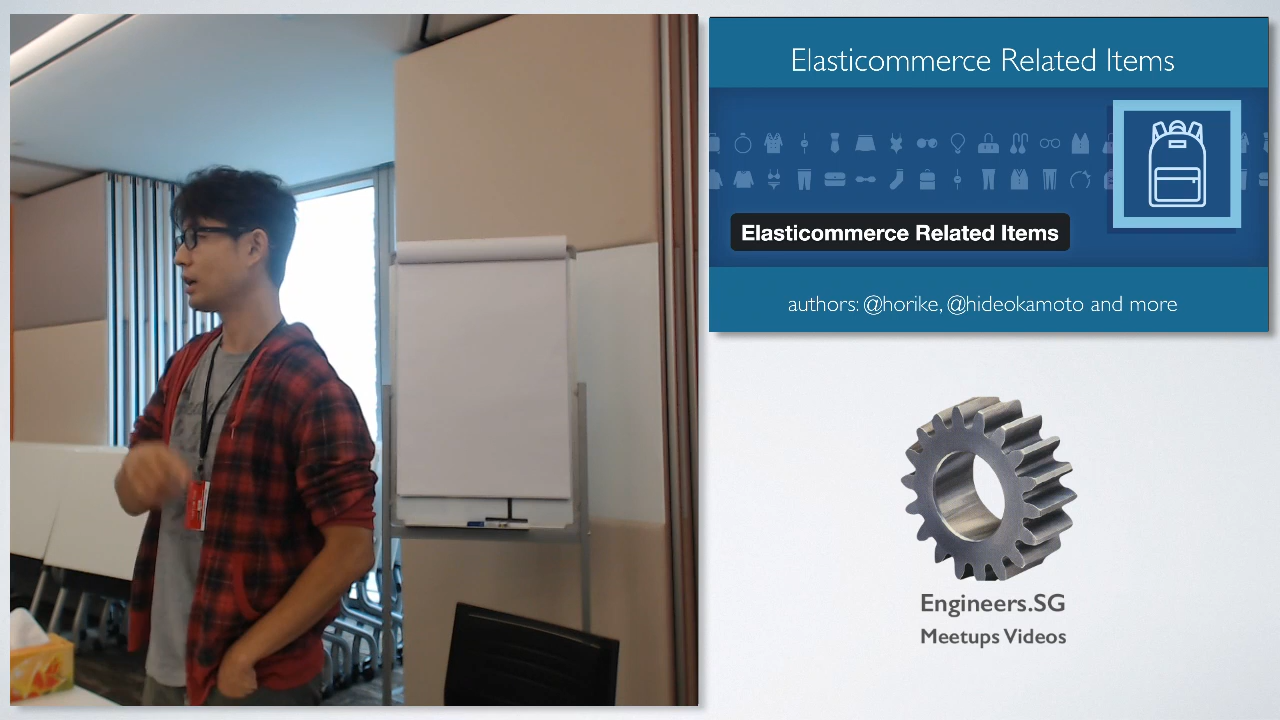 Elasticommerce Related Items
Elasticommerce Related Items
authors: @horike, @hideokamoto and more
Engineers.SG
Meetups Videos